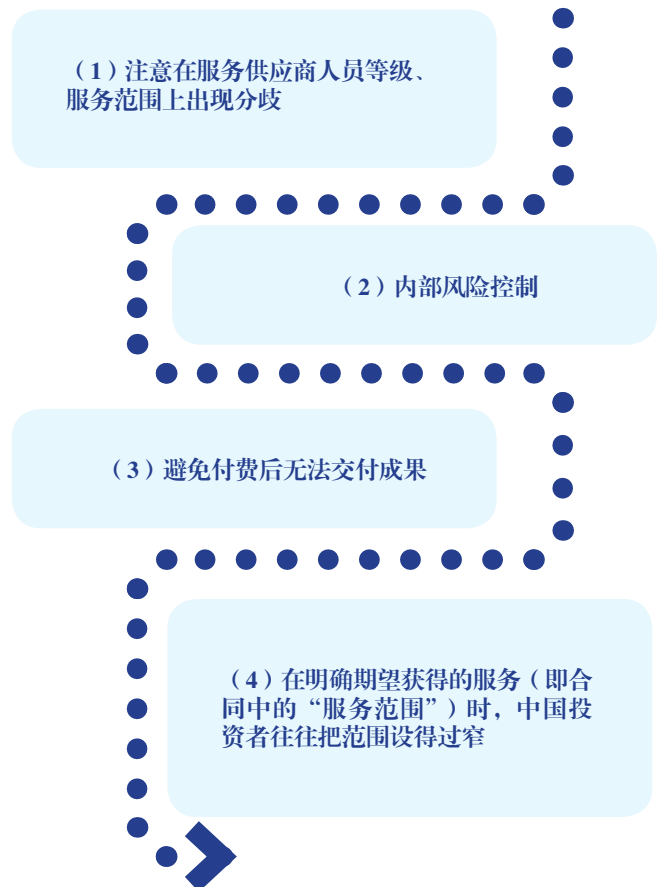 （1）注意在服务供应商人员等级、
服务范围上出现分歧
（2）内部风险控制
（3）避免付费后无法交付成果
（4）在明确期望获得的服务（即合
同中的“服务范围”）时，中国投
资者往往把范围设得过窄